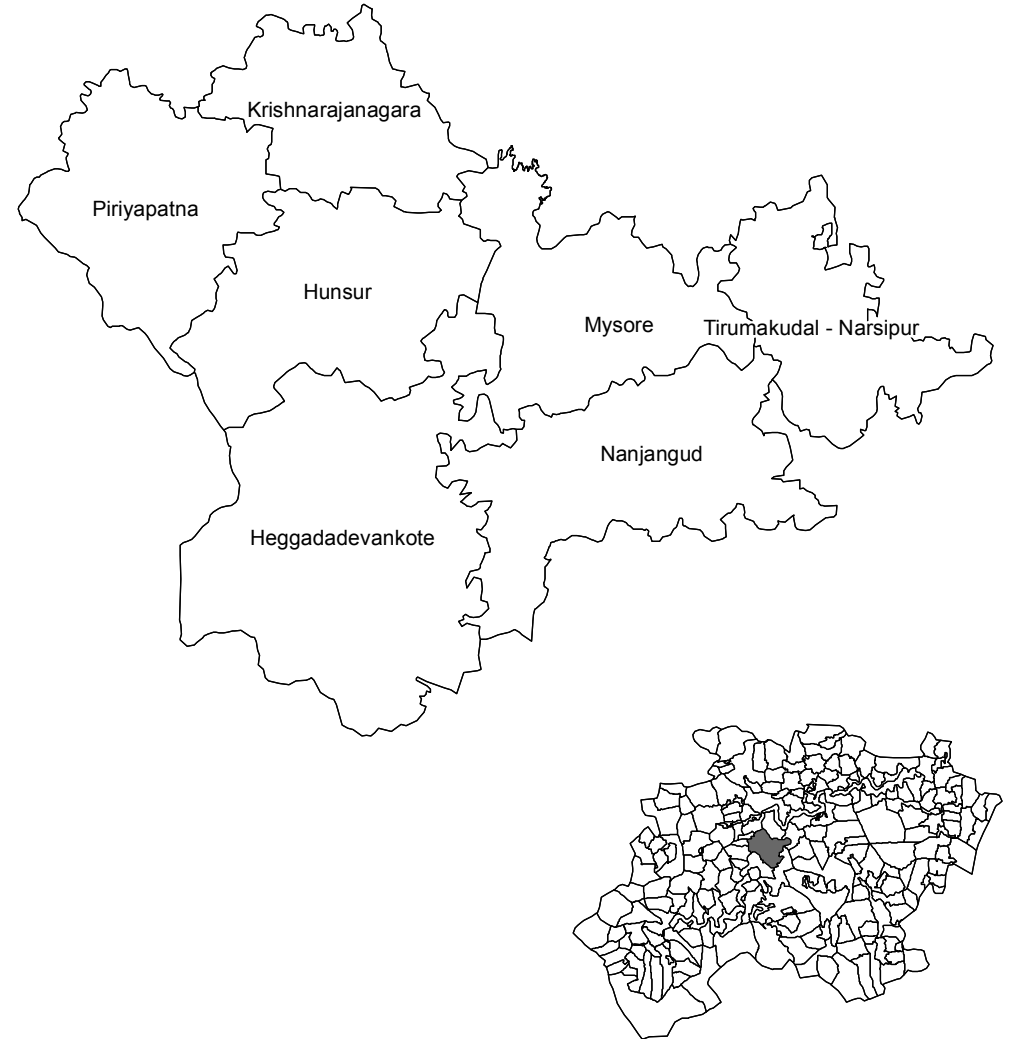 Krishnarajanagara
Piriyapatna
Hunsur
Mysore
Tirumakudal - Narsipur
Nanjangud
Heggadadevankote